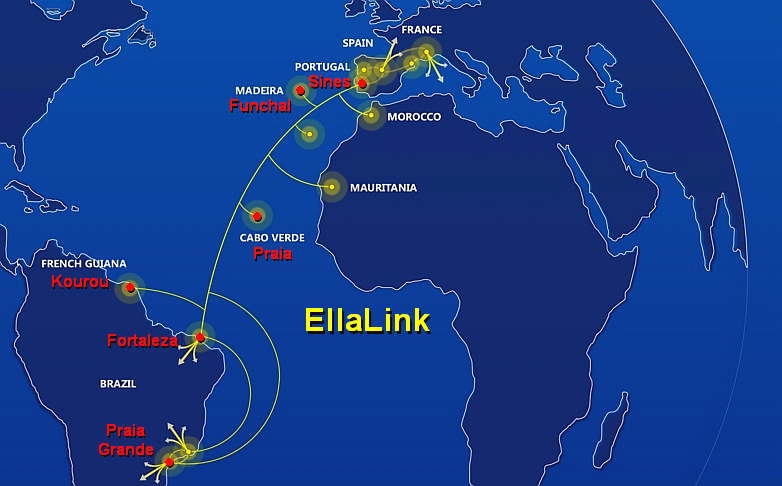 FRANCE
SPAIN
PORTUGAL
Sines
MADEIRA
Funchal
MOROCCO
MAURITANIA
CABO VERDE
Praia
FRENCH GUIANA
Kourou
EllaLink
Fortaleza
BRAZIL
Praia
Grande